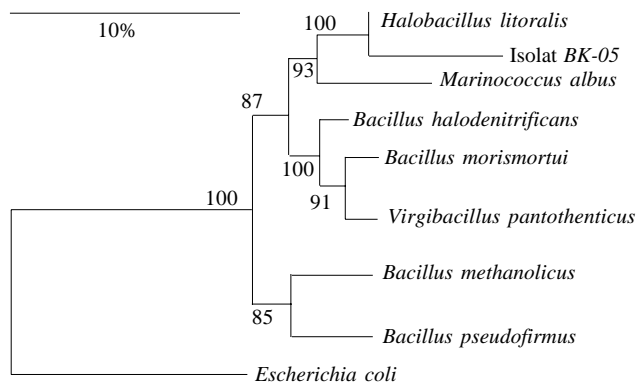 Halobacillus litoralis
10%
100
Isolat BK-05
93
Marinococcus albus
87
Bacillus halodenitrificans
Bacillus morismortui
100
91
100
Virgibacillus pantothenticus
Bacillus methanolicus
85
Bacillus pseudofirmus
Escherichia coli